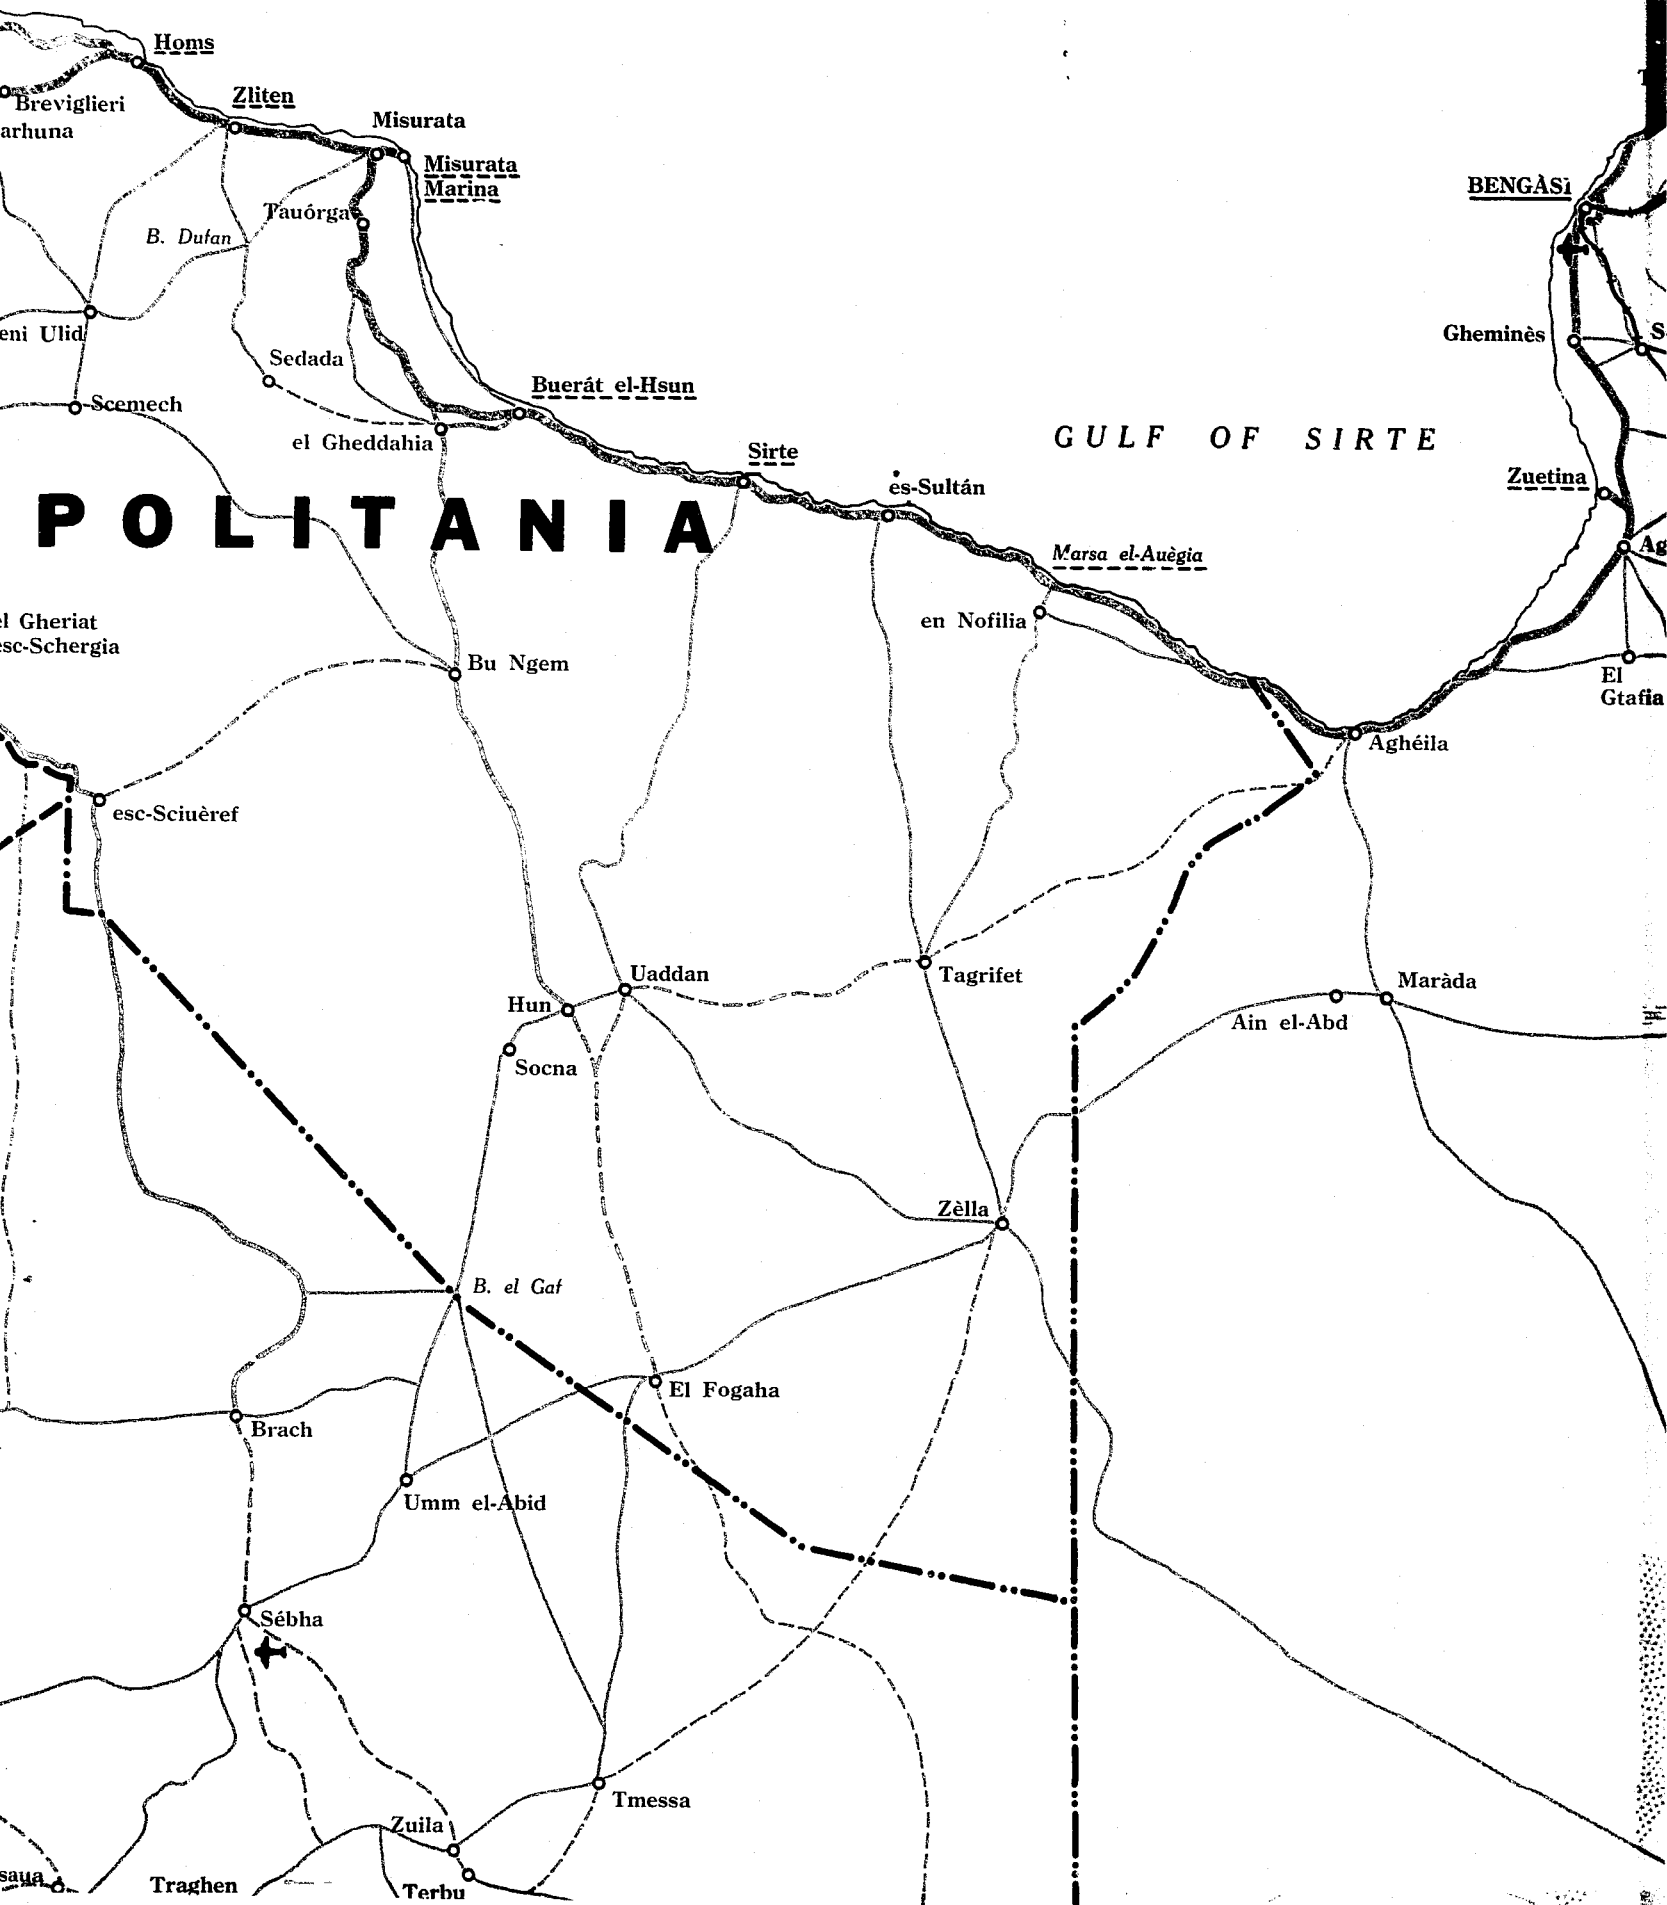 Homs
Breviglieri
arhuna
Zliten
Misurata
Misurata
Marina
BENGÀSI
Tauórga
B. Dufan
eni Ulid
Gheminès
S
Sedada
Scemech
Buerát el-Hsun
el Gheddahia
GULF OF SIRTE
Sirte
es-Sultán
Zuetina
POLITANIA
Ag
Marsa el-Auègia
el Gheriat
esc-Schergia
en Nofilia
Bu Ngem
El
Gtafia
Aghéila
esc-Sciuèref
Uaddan
Tagrifet
Maràda
Hun
Ain el-Abd
Socna
Zèlla
B. el Gaf
El Fogaha
Brach
Umm el-Abid
Sébha
Tmessa
Zuila
saua
Traghen
Terbu